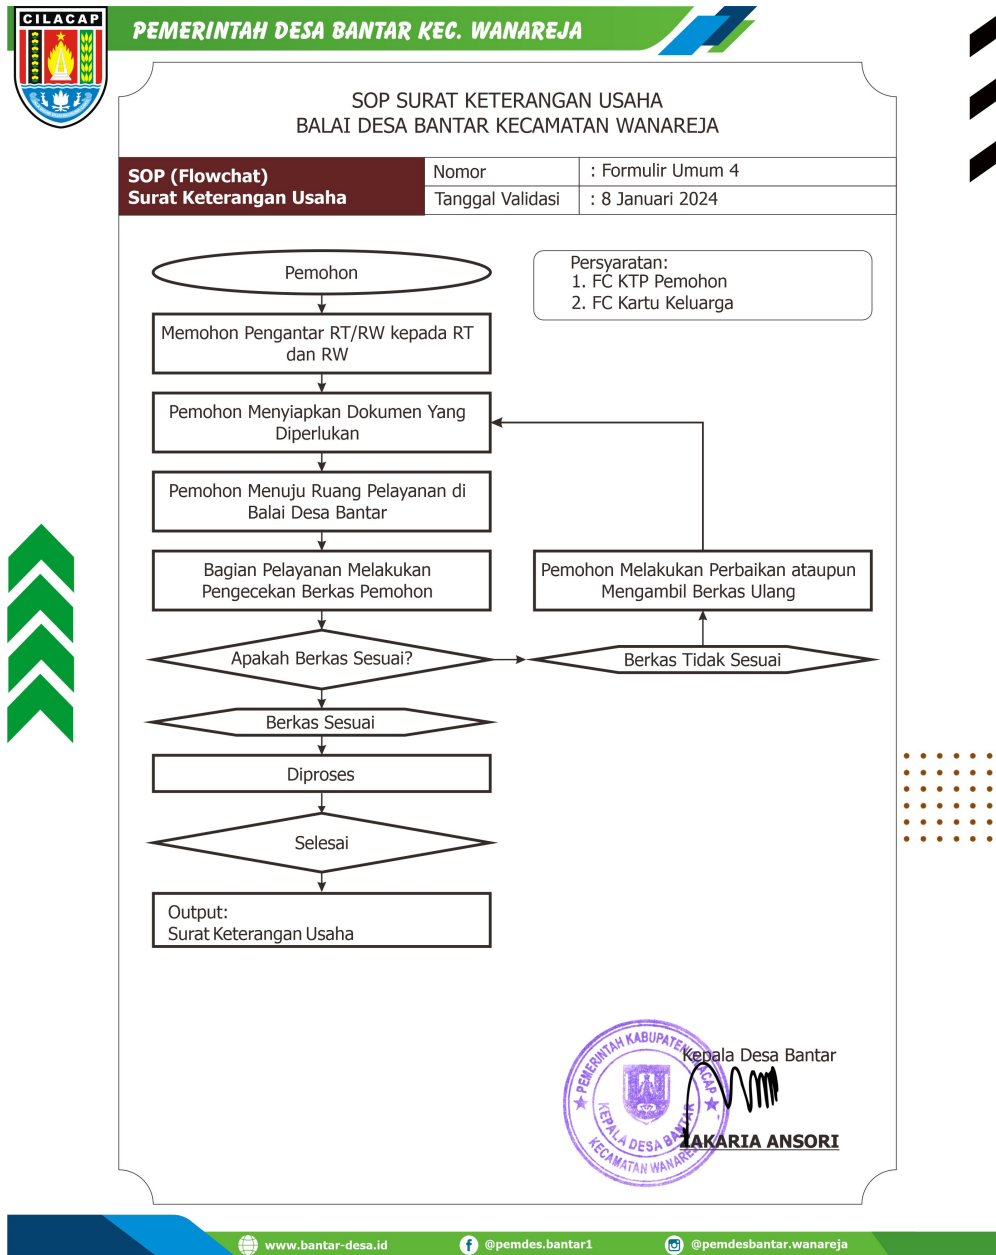 CILACAP
PEMERINTAH DESA BANTAR KEC. WANAREJA
SOP SURAT KETERANGAN USAHA
BALAI DESA BANTAR KECAMATAN WANAREJA
SOP (Flowchat)
Surat Keterangan Usaha
Nomor : Formulir Umum 4
Tanggal Validasi : 8 Januari 2024
Pemohon
Persyaratan:
1. FC KTP Pemohon
2. FC Kartu Keluarga
Memohon Pengantar RT/RW kepada RT
dan RW
Pemohon Menyiapkan Dokumen Yang
Diperlukan
Pemohon Menuju Ruang Pelayanan di
Balai Desa Bantar
Bagian Pelayanan Melakukan
Pengecekan Berkas Pemohon
Pemohon Melakukan Perbaikan ataupun
Mengambil Berkas Ulang
Apakah Berkas Sesuai?
Berkas Tidak Sesuai
Berkas Sesuai
Diproses
Selesai
Output:
Surat Keterangan Usaha
Kepala Desa Bantar
PEMERINTAH KABUPATEN CILACAP
KEPALA DESA BANTAR
KECAMATAN WANAREJA
ZAKARIA ANSORI
www.bantar-desa.id
@pemdes.bantar1
@pemdesbantar.wanareja